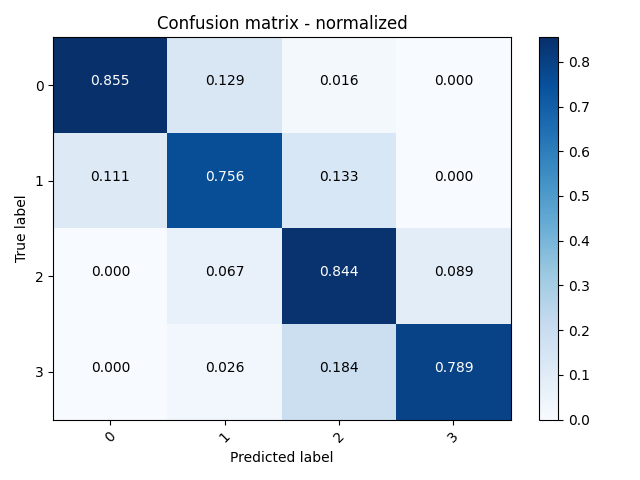 Confusion matrix - normalized
True label
0 0.855 0.129 0.016 0.000
1 0.111 0.756 0.133 0.000
2 0.000 0.067 0.844 0.089
3 0.000 0.026 0.184 0.789
0 1 2 3
Predicted label
0.8
0.7
0.6
0.5
0.4
0.3
0.2
0.1
0.0